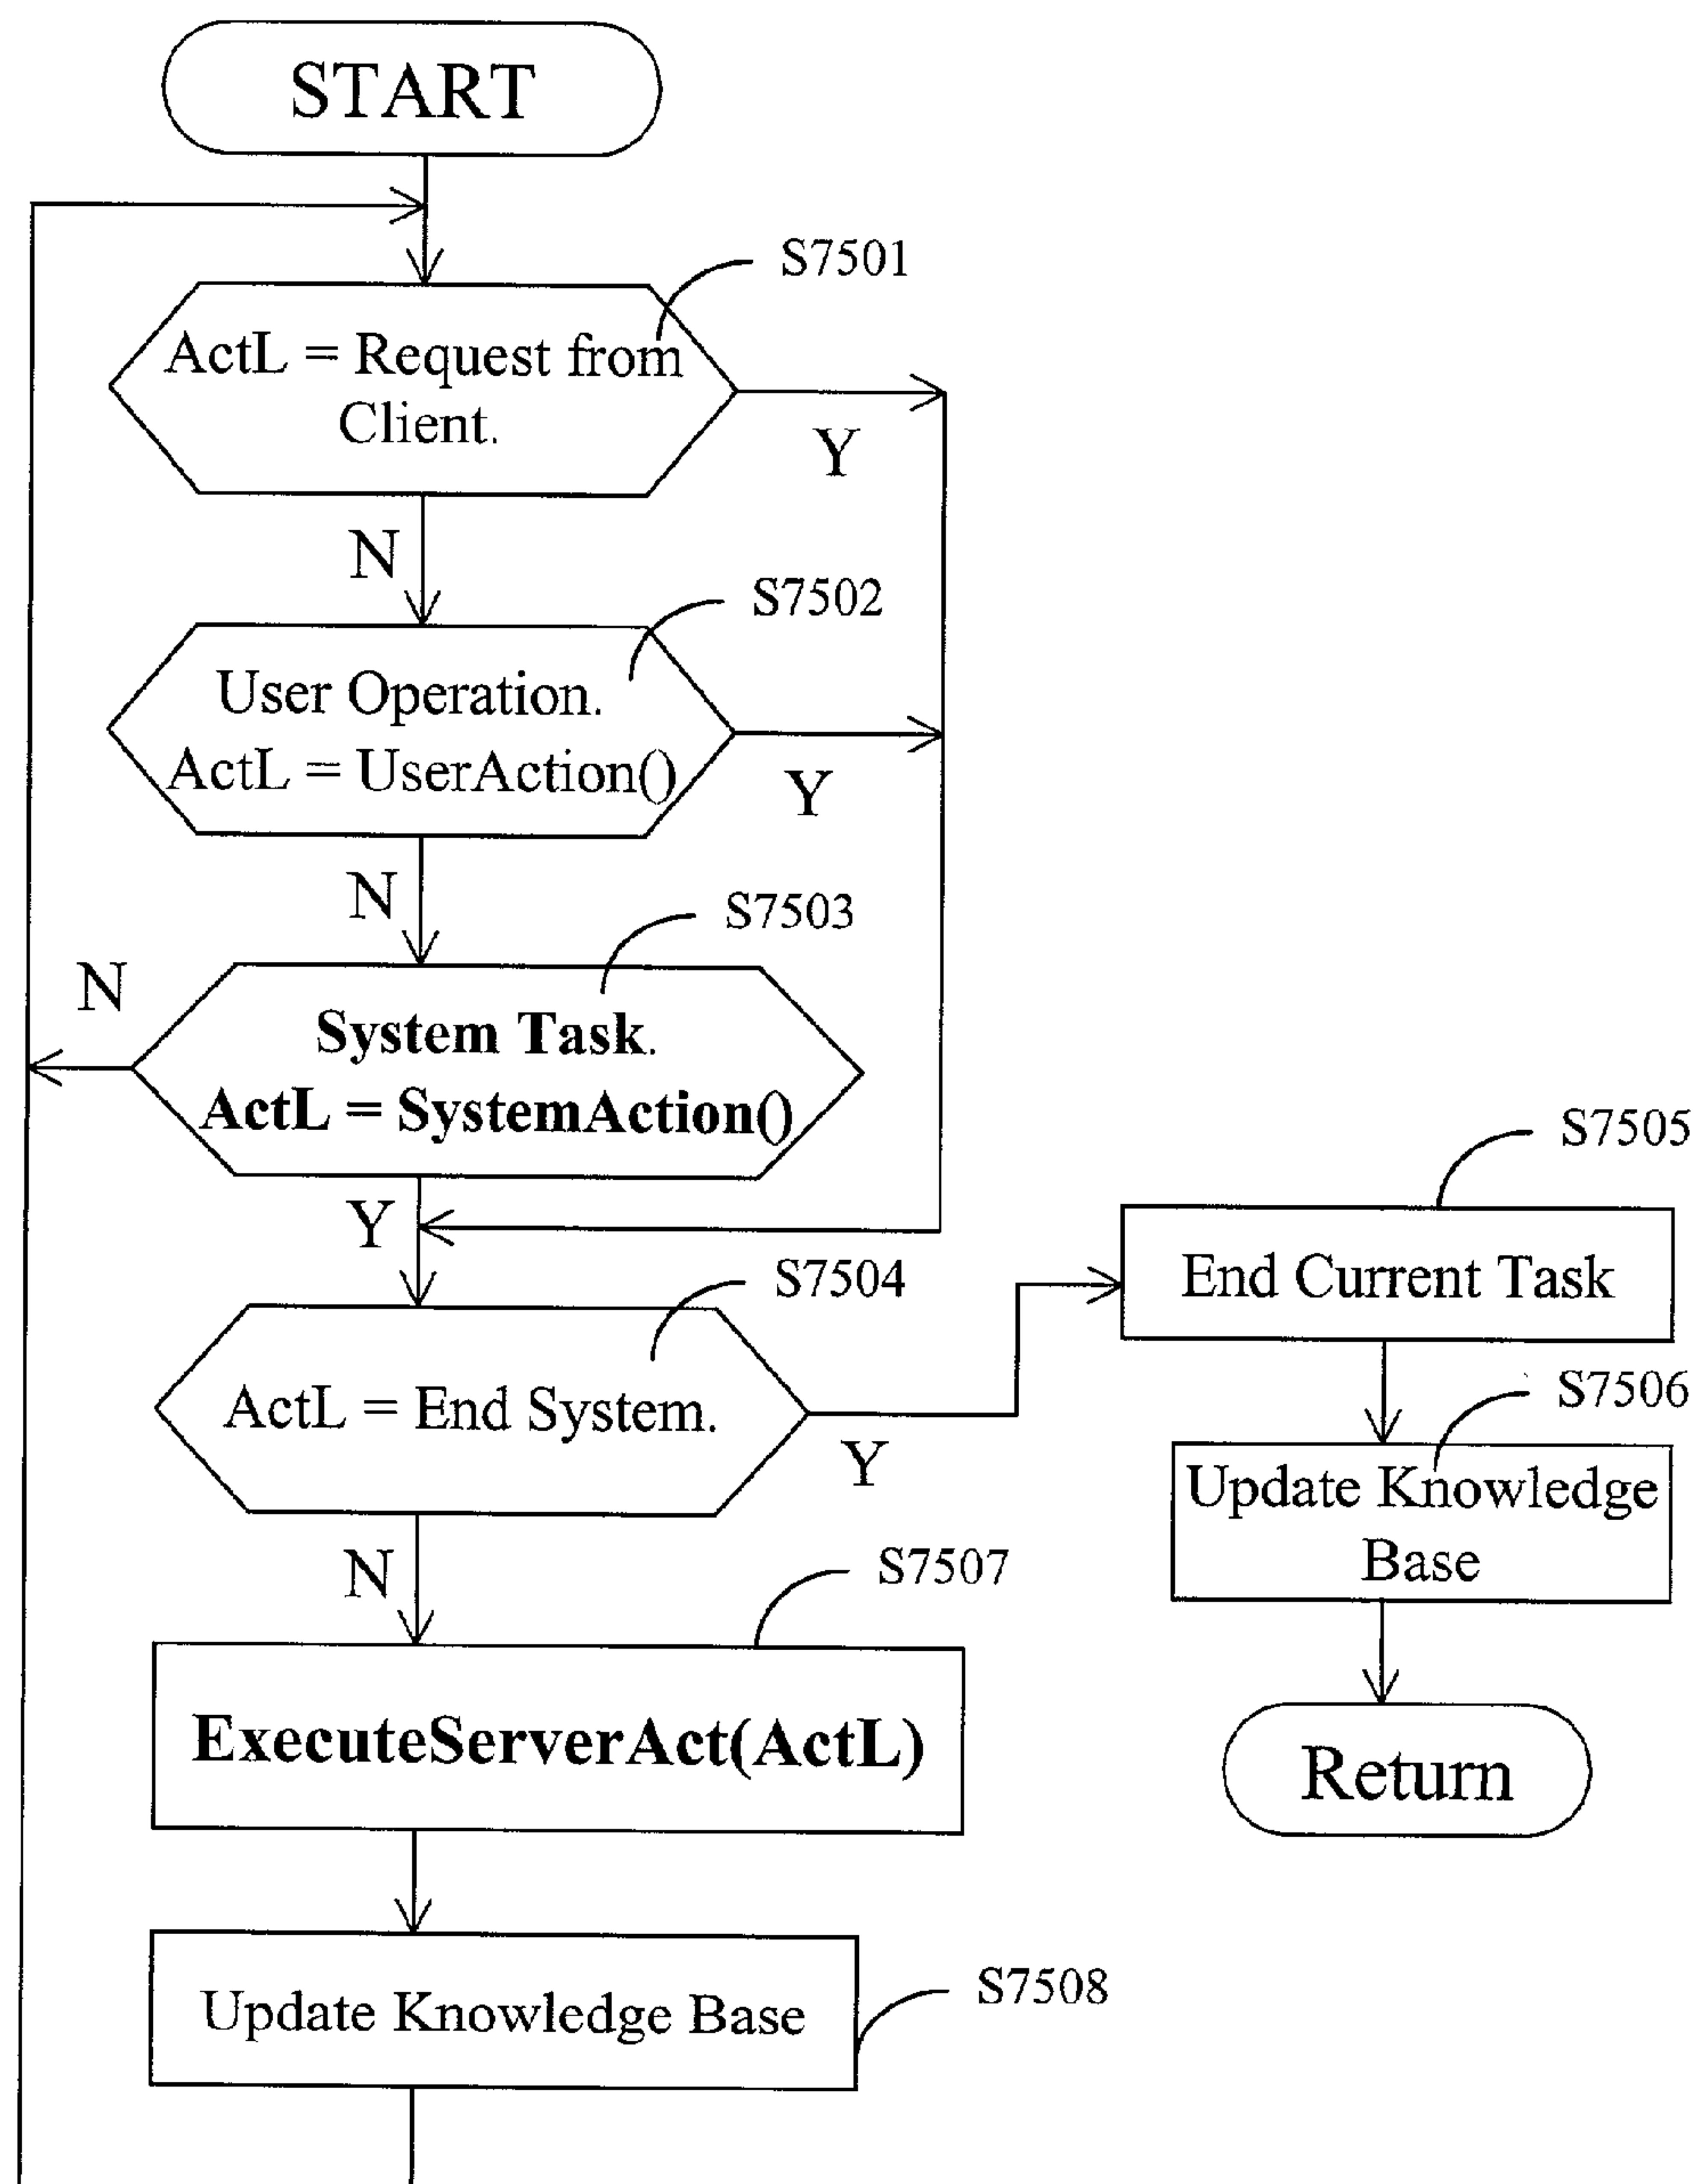 START
S7501
ActL = Request from
Client.
Y
N
S7502
User Operation.
ActL = UserAction()
Y
N
S7503
N
System Task.
ActL = SystemAction()
Y
S7504
ActL = End System.
Y
N
S7505
End Current Task
S7506
Update Knowledge
Base
Return
S7507
ExecuteServerAct(ActL)
S7508
Update Knowledge Base